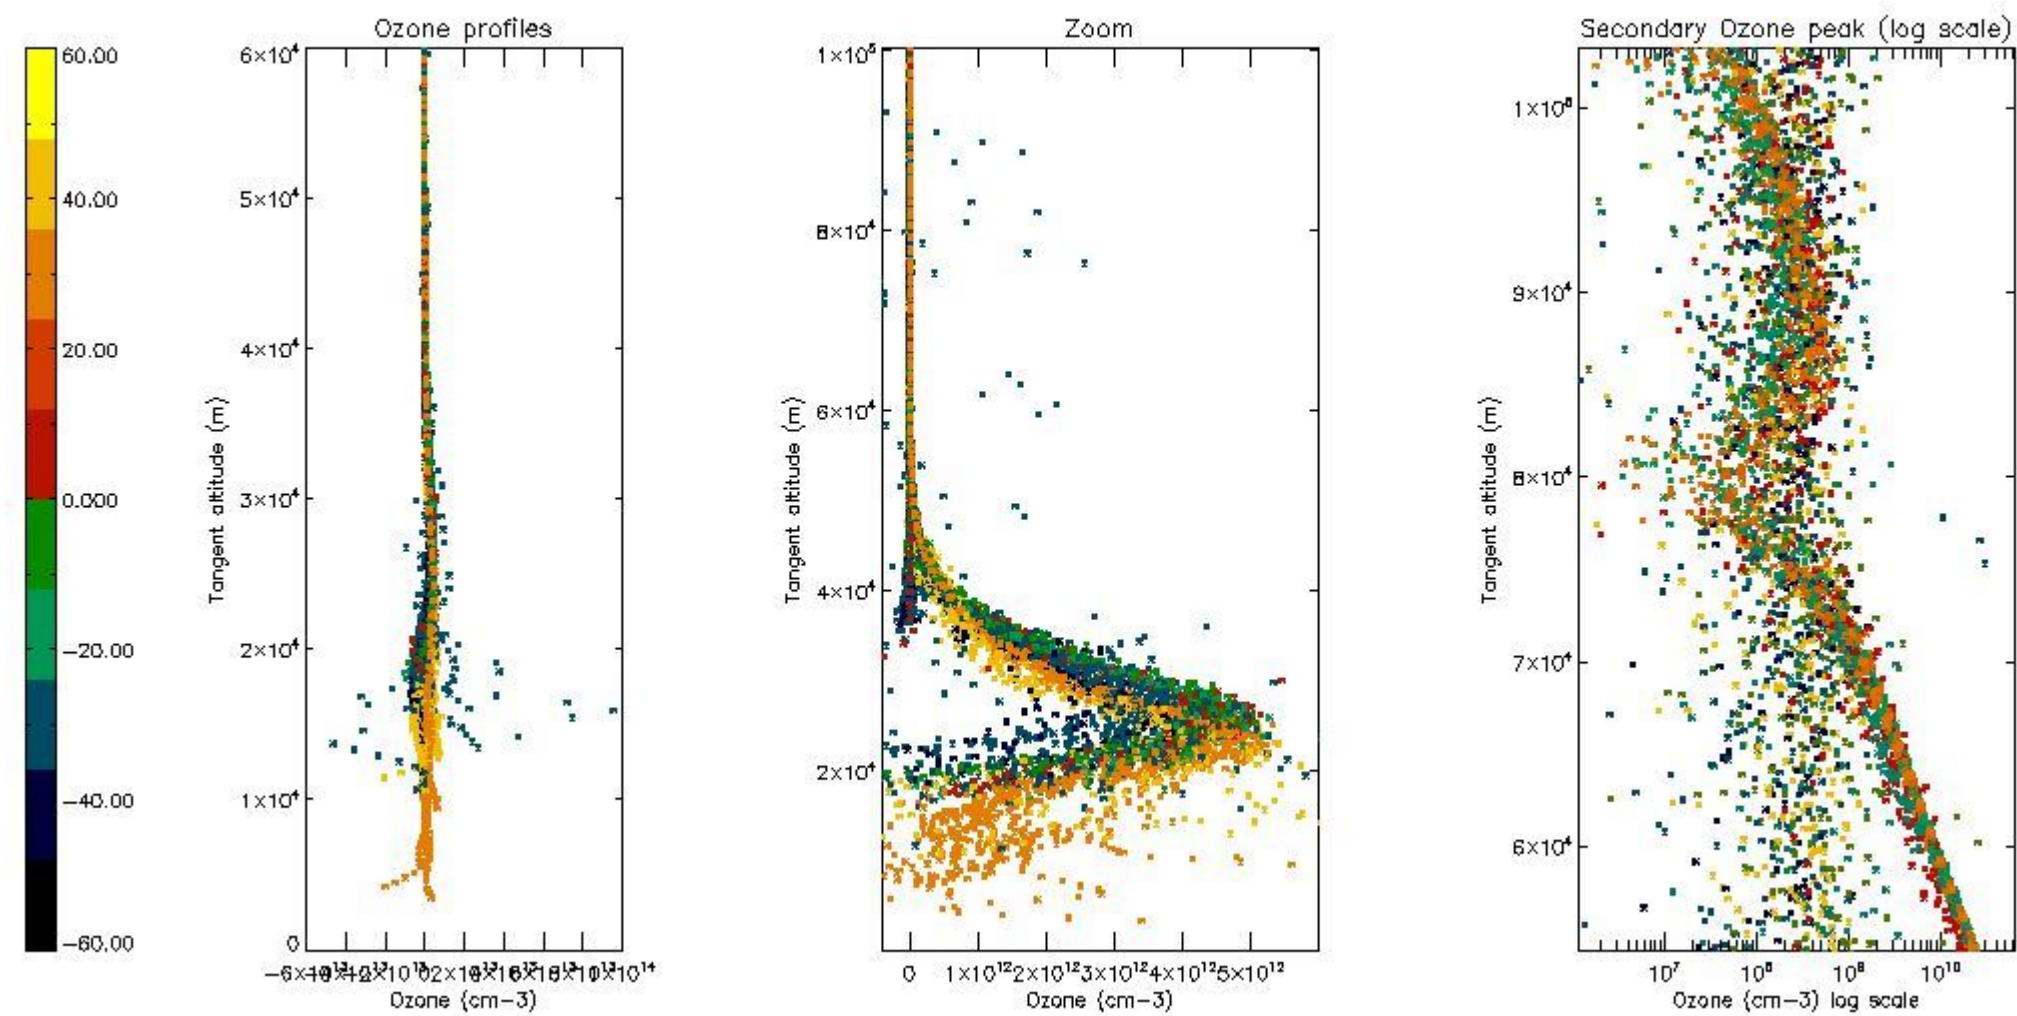 Ozone profiles
Zoom
Secondary Ozone peak (log scale)
60.00
40.00
20.00
0.000
-20.00
-40.00
-60.00
Tangent altitude (m)
6×10⁴
5×10⁴
4×10⁴
3×10⁴
2×10⁴
1×10⁴
0
Ozone (cm-3)
Tangent altitude (m)
1×10⁵
8×10⁴
6×10⁴
4×10⁴
2×10⁴
0 1×10¹² 2×10¹² 3×10¹² 4×10¹² 5×10¹²
Ozone (cm-3)
Tangent altitude (m)
9×10⁴
8×10⁴
7×10⁴
6×10⁴
10⁷ 10⁸ 10⁹ 10¹⁰
Ozone (cm-3) log scale